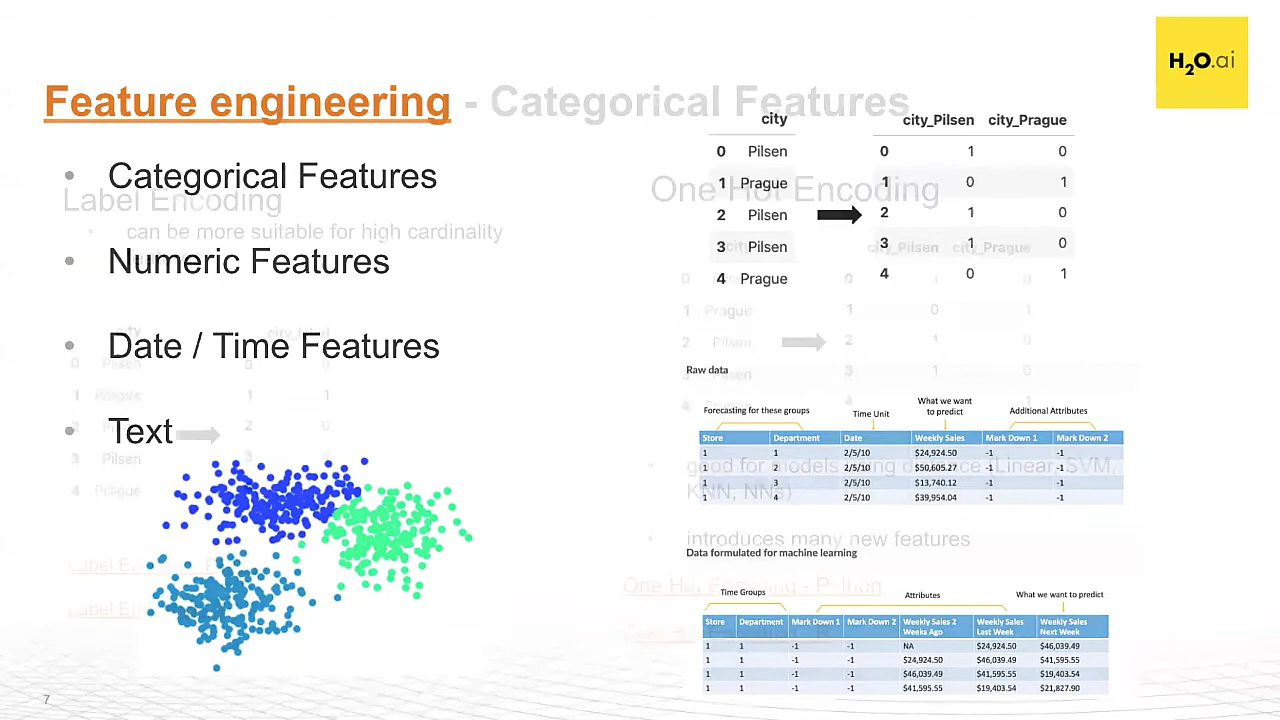 H2O.ai
Feature engineering - Categorical Features
• Categorical Features
Label Encoding
• can be more suitable for high cardinality
• Numeric Features
• Date / Time Features
• Text
city
0 Pilsen
1 Prague
2 Pilsen
3 Pilsen
4 Prague
city_Pilsen city_Prague
0 1 0
1 0 1
2 1 0
3 1 0
4 0 1
One Hot Encoding
city_Pilsen city_Prague
Raw data
Forecasting for these groups
Time Unit
What we want
to predict
Additional Attributes
Store Department Date Weekly Sales Mark Down 1 Mark Down 2
1 1 2/5/10 $24,924.50 -1 -1
1 2 2/5/10 $50,605.27 -1 -1
1 3 2/5/10 $13,740.12 -1 -1
1 4 2/5/10 $39,954.04 -1 -1
• good for models (Linear, SVM,
KNN, NNs)
• introduces many new features
Data formulated for machine learning
One Hot Encoding - Python
Time Groups
Attributes
What we want to predict
Store Department Mark Down 1 Mark Down 2 Weekly Sales 2 Weeks Ago Weekly Sales Last Week Weekly Sales Next Week
1 1 -1 -1 NA $24,924.50 $46,039.49
1 1 -1 -1 $24,924.50 $46,039.49 $41,595.55
1 1 -1 -1 $46,039.49 $41,595.55 $19,403.54
1 1 -1 -1 $41,595.55 $19,403.54 $21,827.90
7